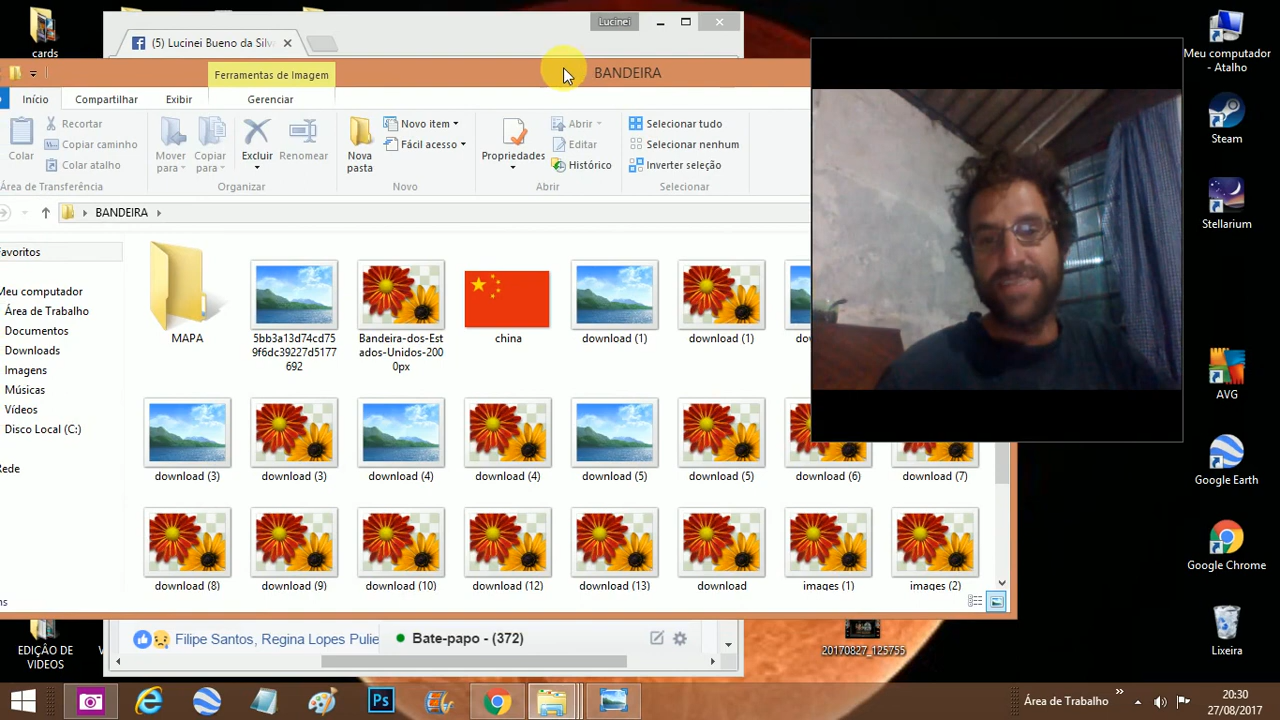 cards
Lucinei
(5) Lucinei Bueno da Silva
Ferramentas de Imagem
BANDEIRA
Início
Compartilhar
Exibir
Gerenciar
Colar
Recortar
Copiar caminho
Colar atalho
Mover
para
Copiar
para
Excluir
Renomear
Nova
pasta
Novo item
Fácil acesso
Propriedades
Abrir
Editar
Histórico
Selecionar tudo
Selecionar nenhum
Inverter seleção
Área de Transferência
Organizar
Novo
Abrir
Selecionar
BANDEIRA
Favoritos
Meu computador
Área de Trabalho
Documentos
Downloads
Imagens
Músicas
Vídeos
Disco Local (C:)
Rede
MAPA
5bb3a13d74cd75
9f6dc39227d5177
692
Bandeira-dos-Est
ados-Unidos-200
0px
china
download (1)
download (1)
download (3)
download (3)
download (4)
download (4)
download (5)
download (5)
download (6)
download (7)
download (8)
download (9)
download (10)
download (12)
download (13)
download
images (1)
images (2)
Filipe Santos, Regina Lopes Pulie
Bate-papo - (372)
EDIÇÃO DE
VIDEOS
20170827_125755
Meu computador
- Atalho
Steam
Stellarium
AVG
Google Earth
Google Chrome
Lixeira
Ps
Área de Trabalho
20:30
27/08/2017